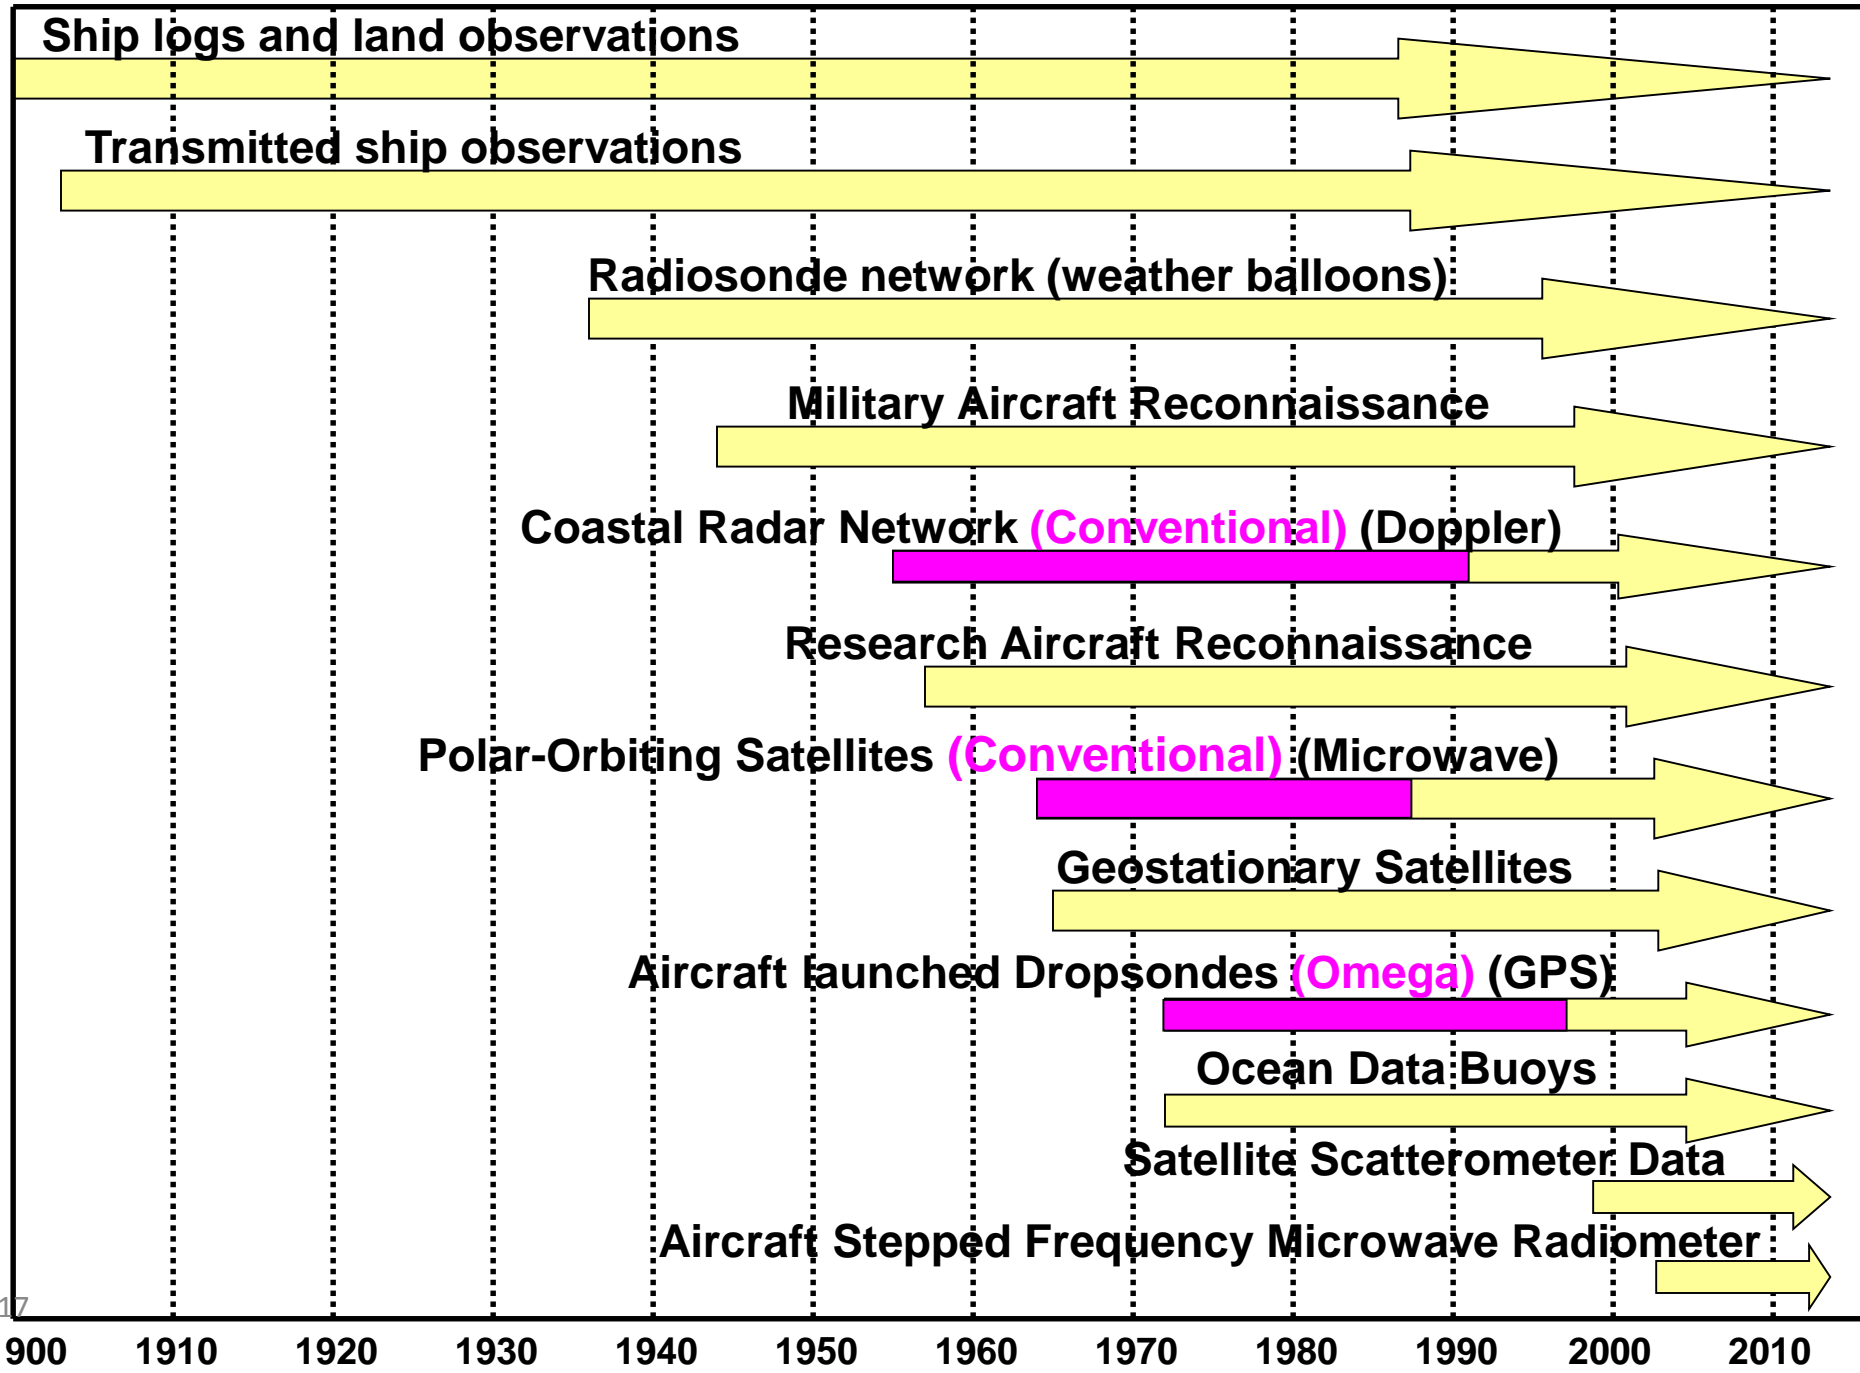 Ship logs and land observations
Transmitted ship observations
Radiosonde network (weather balloons)
Military Aircraft Reconnaissance
Coastal Radar Network (Conventional) (Doppler)
Research Aircraft Reconnaissance
Polar-Orbiting Satellites (Conventional) (Microwave)
Geostationary Satellites
Aircraft launched Dropsondes (Omega) (GPS)
Ocean Data Buoys
Satellite Scatterometer Data
Aircraft Stepped Frequency Microwave Radiometer
17
900 1910 1920 1930 1940 1950 1960 1970 1980 1990 2000 2010